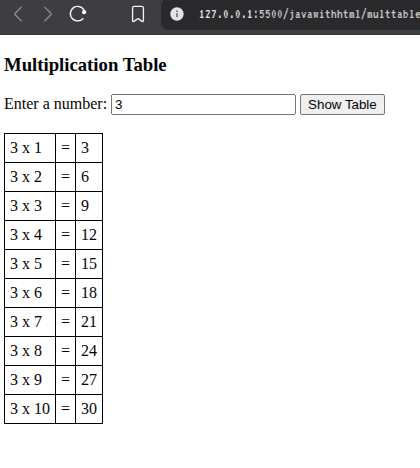 127.0.0.1:5500/javawithhtml/multtable
Multiplication Table
Enter a number: 3 Show Table
3 x 1 = 3
3 x 2 = 6
3 x 3 = 9
3 x 4 = 12
3 x 5 = 15
3 x 6 = 18
3 x 7 = 21
3 x 8 = 24
3 x 9 = 27
3 x 10 = 30